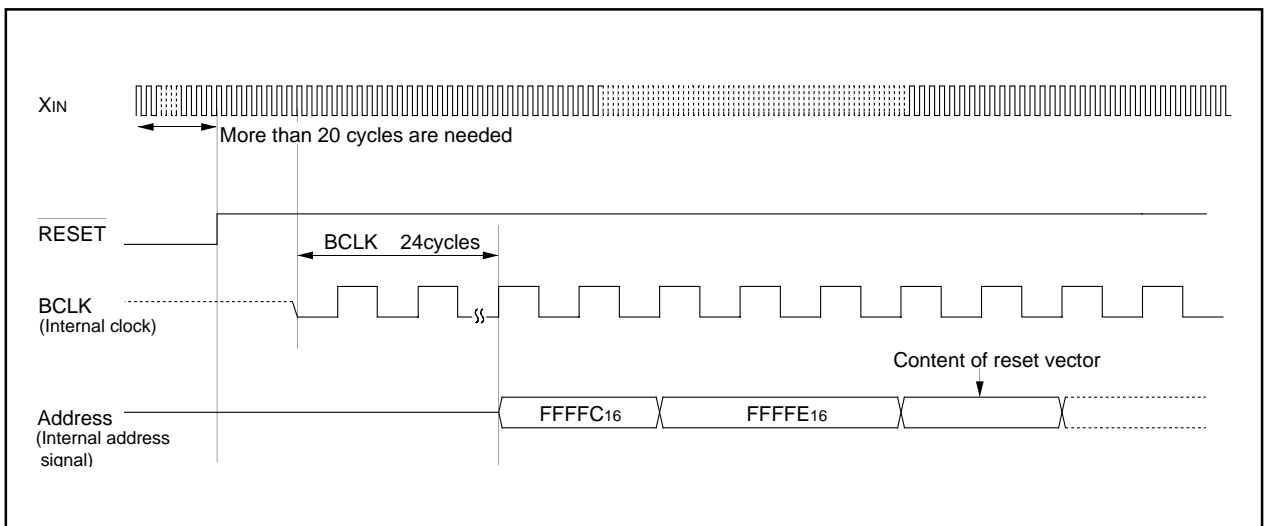 XIN
More than 20 cycles are needed
RESET
BCLK 24cycles
BCLK
(Internal clock)
Content of reset vector
Address
(Internal address
signal)
FFFFC16
FFFFE16